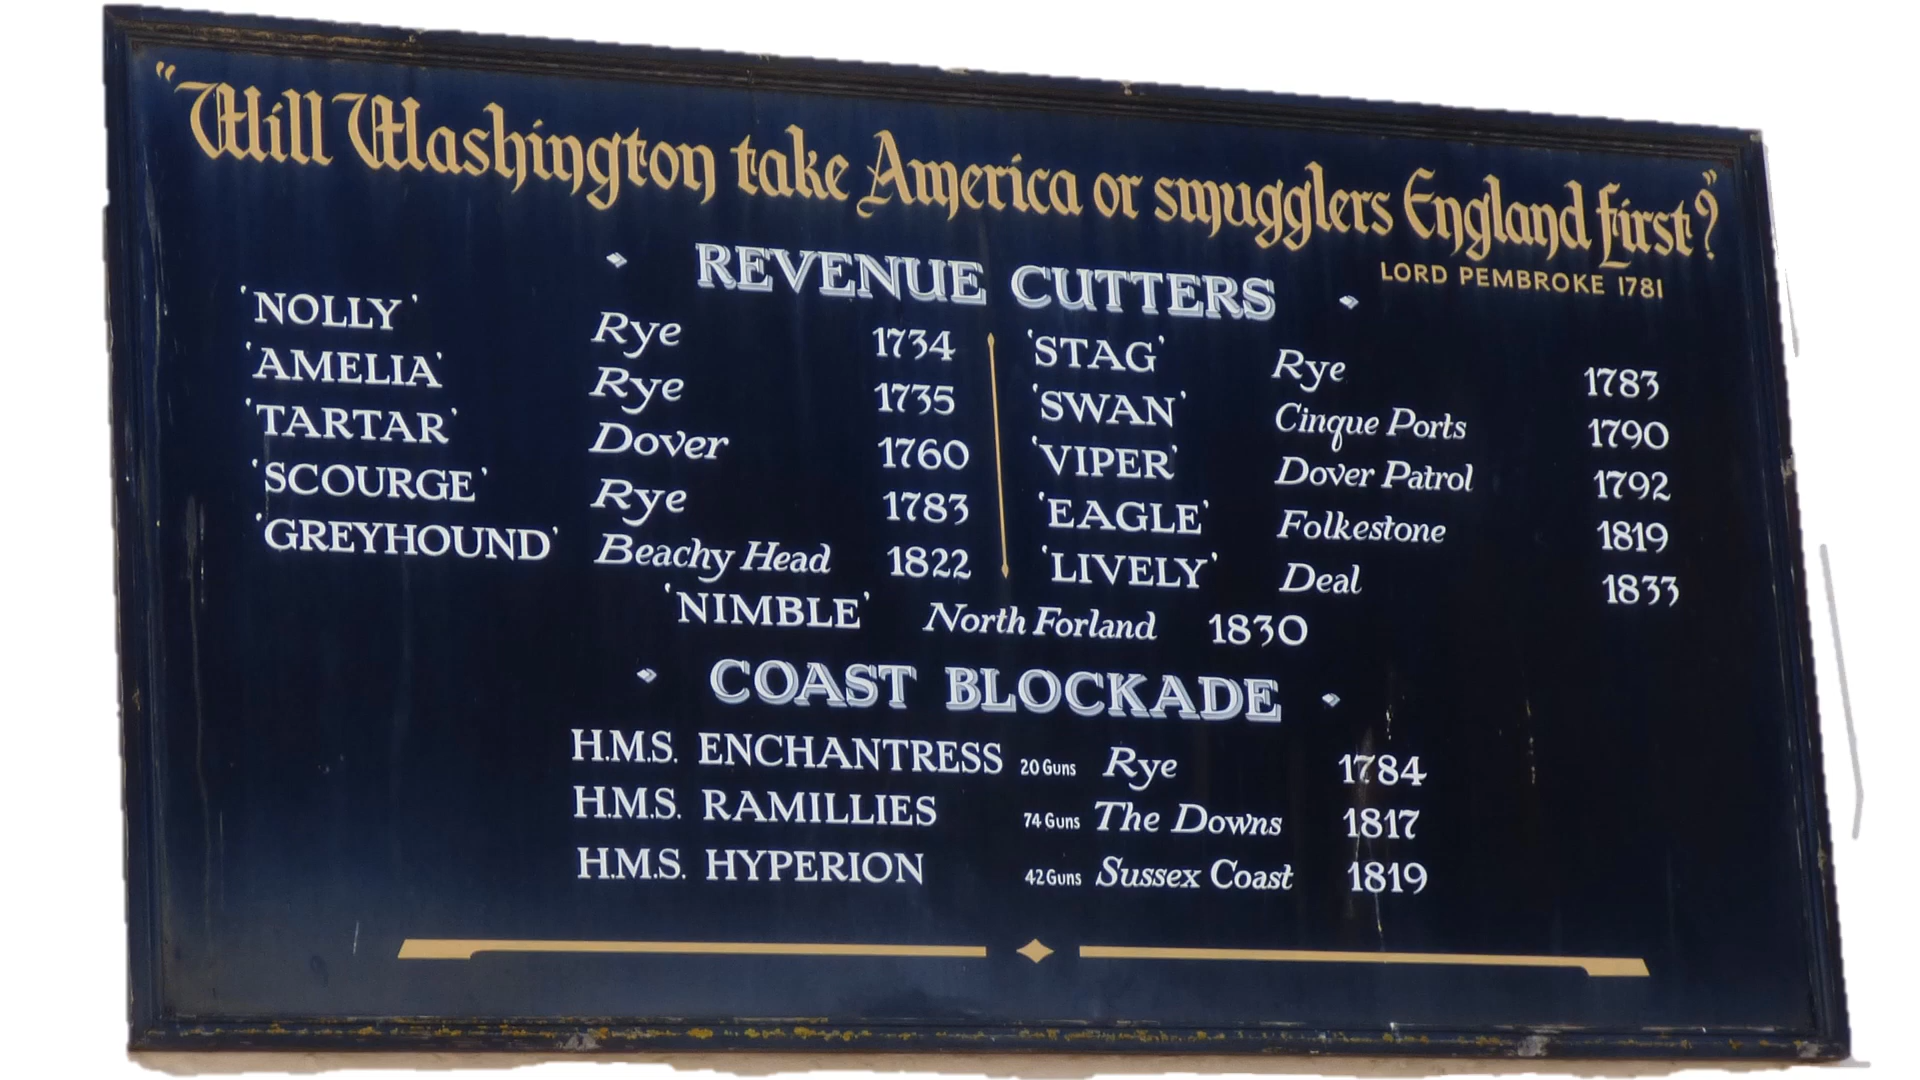 "Will Washington take America or smugglers England first?"
LORD PEMBROKE 1781
REVENUE CUTTERS
'NOLLY' Rye 1734 'STAG' Rye 1783
'AMELIA' Rye 1735 'SWAN' Cinque Ports 1790
'TARTAR' Dover 1760 'VIPER' Dover Patrol 1792
'SCOURGE' Rye 1783 'EAGLE' Folkestone 1819
'GREYHOUND' Beachy Head 1822 'LIVELY' Deal 1833
'NIMBLE' North Forland 1830
COAST BLOCKADE
H.M.S. ENCHANTRESS 20 Guns Rye 1784
H.M.S. RAMILLIES 74 Guns The Downs 1817
H.M.S. HYPERION 42 Guns Sussex Coast 1819